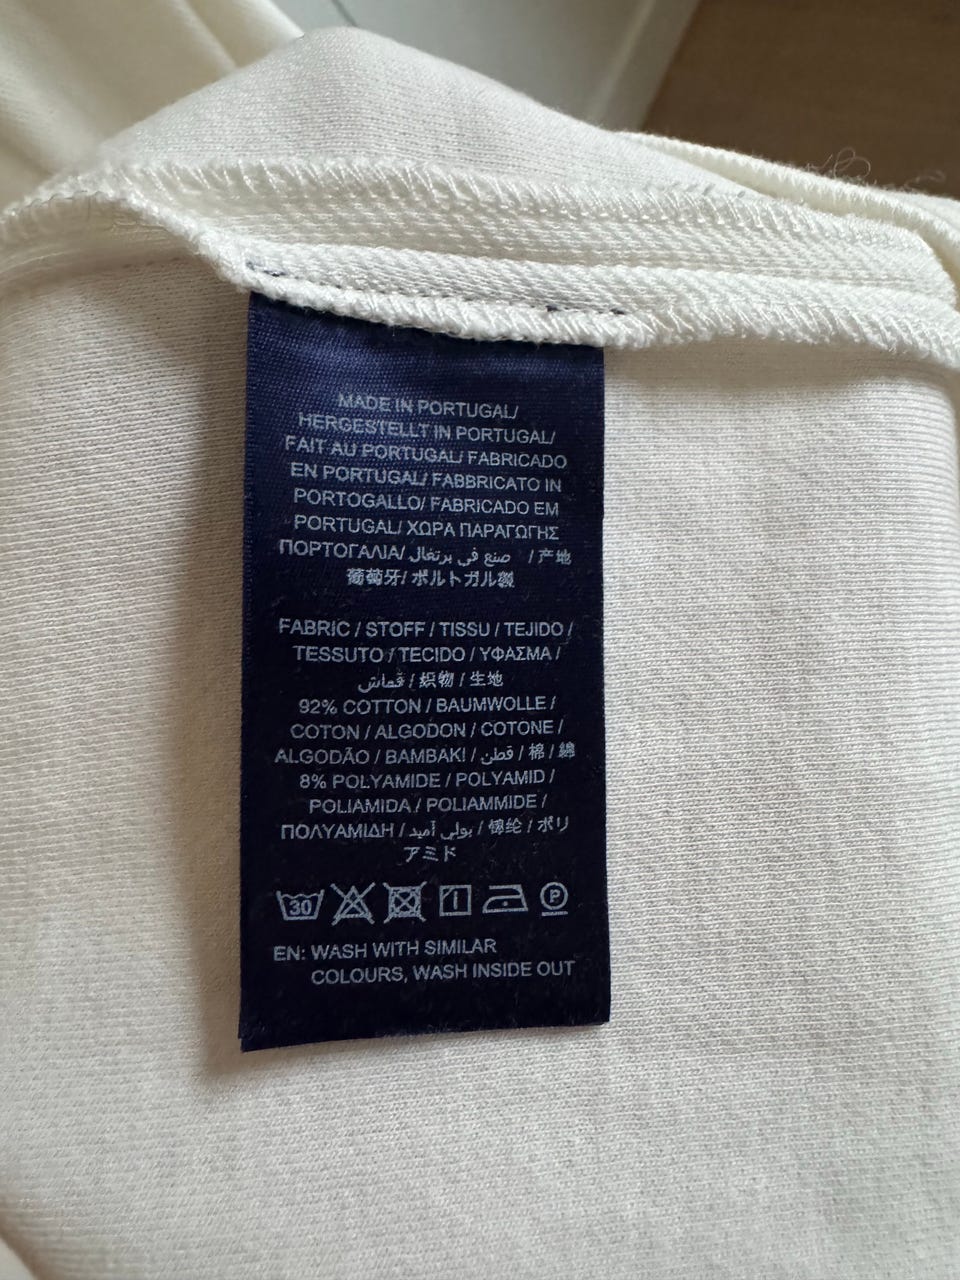 MADE IN PORTUGAL/
HERGESTELLT IN PORTUGAL/
FAIT AU PORTUGAL/ FABRICADO
EN PORTUGAL/ FABBRICATO IN
PORTOGALLO/ FABRICADO EM
PORTUGAL/ ΧΩΡΑ ΠΑΡΑΓΩΓΗΣ
ΠΟΡΤΟΓΑΛΙΑ/ صنع في برتغال / 产地
葡萄牙/ ポルトガル製
FABRIC / STOFF / TISSU / TEJIDO /
TESSUTO / TECIDO / ΥΦΑΣΜΑ /
قماش / 织物 / 生地
92% COTTON / BAUMWOLLE /
COTON / ALGODON / COTONE /
ALGODÃO / BAMBAKI / قطن / 棉 / 綿
8% POLYAMIDE / POLYAMID /
POLIAMIDA / POLIAMMIDE /
ΠΟΛΥΑΜΙΔΗ / بولي أميد / 锦纶 / ポリ
アミド
30 P
EN: WASH WITH SIMILAR
COLOURS, WASH INSIDE OUT